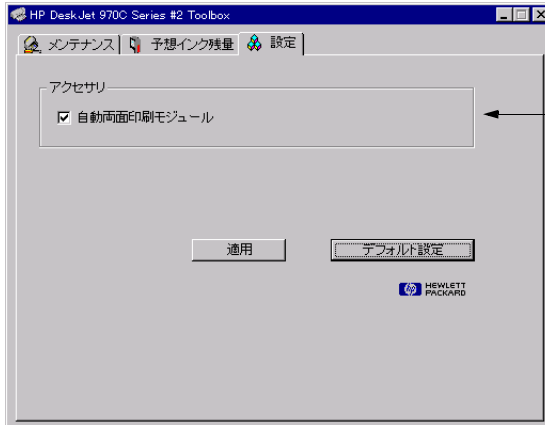 HP DeskJet 970C Series #2 Toolbox
メンテナンス 予想インク残量 設定
アクセサリ
自動両面印刷モジュール
適用 デフォルト設定
HEWLETT
PACKARD